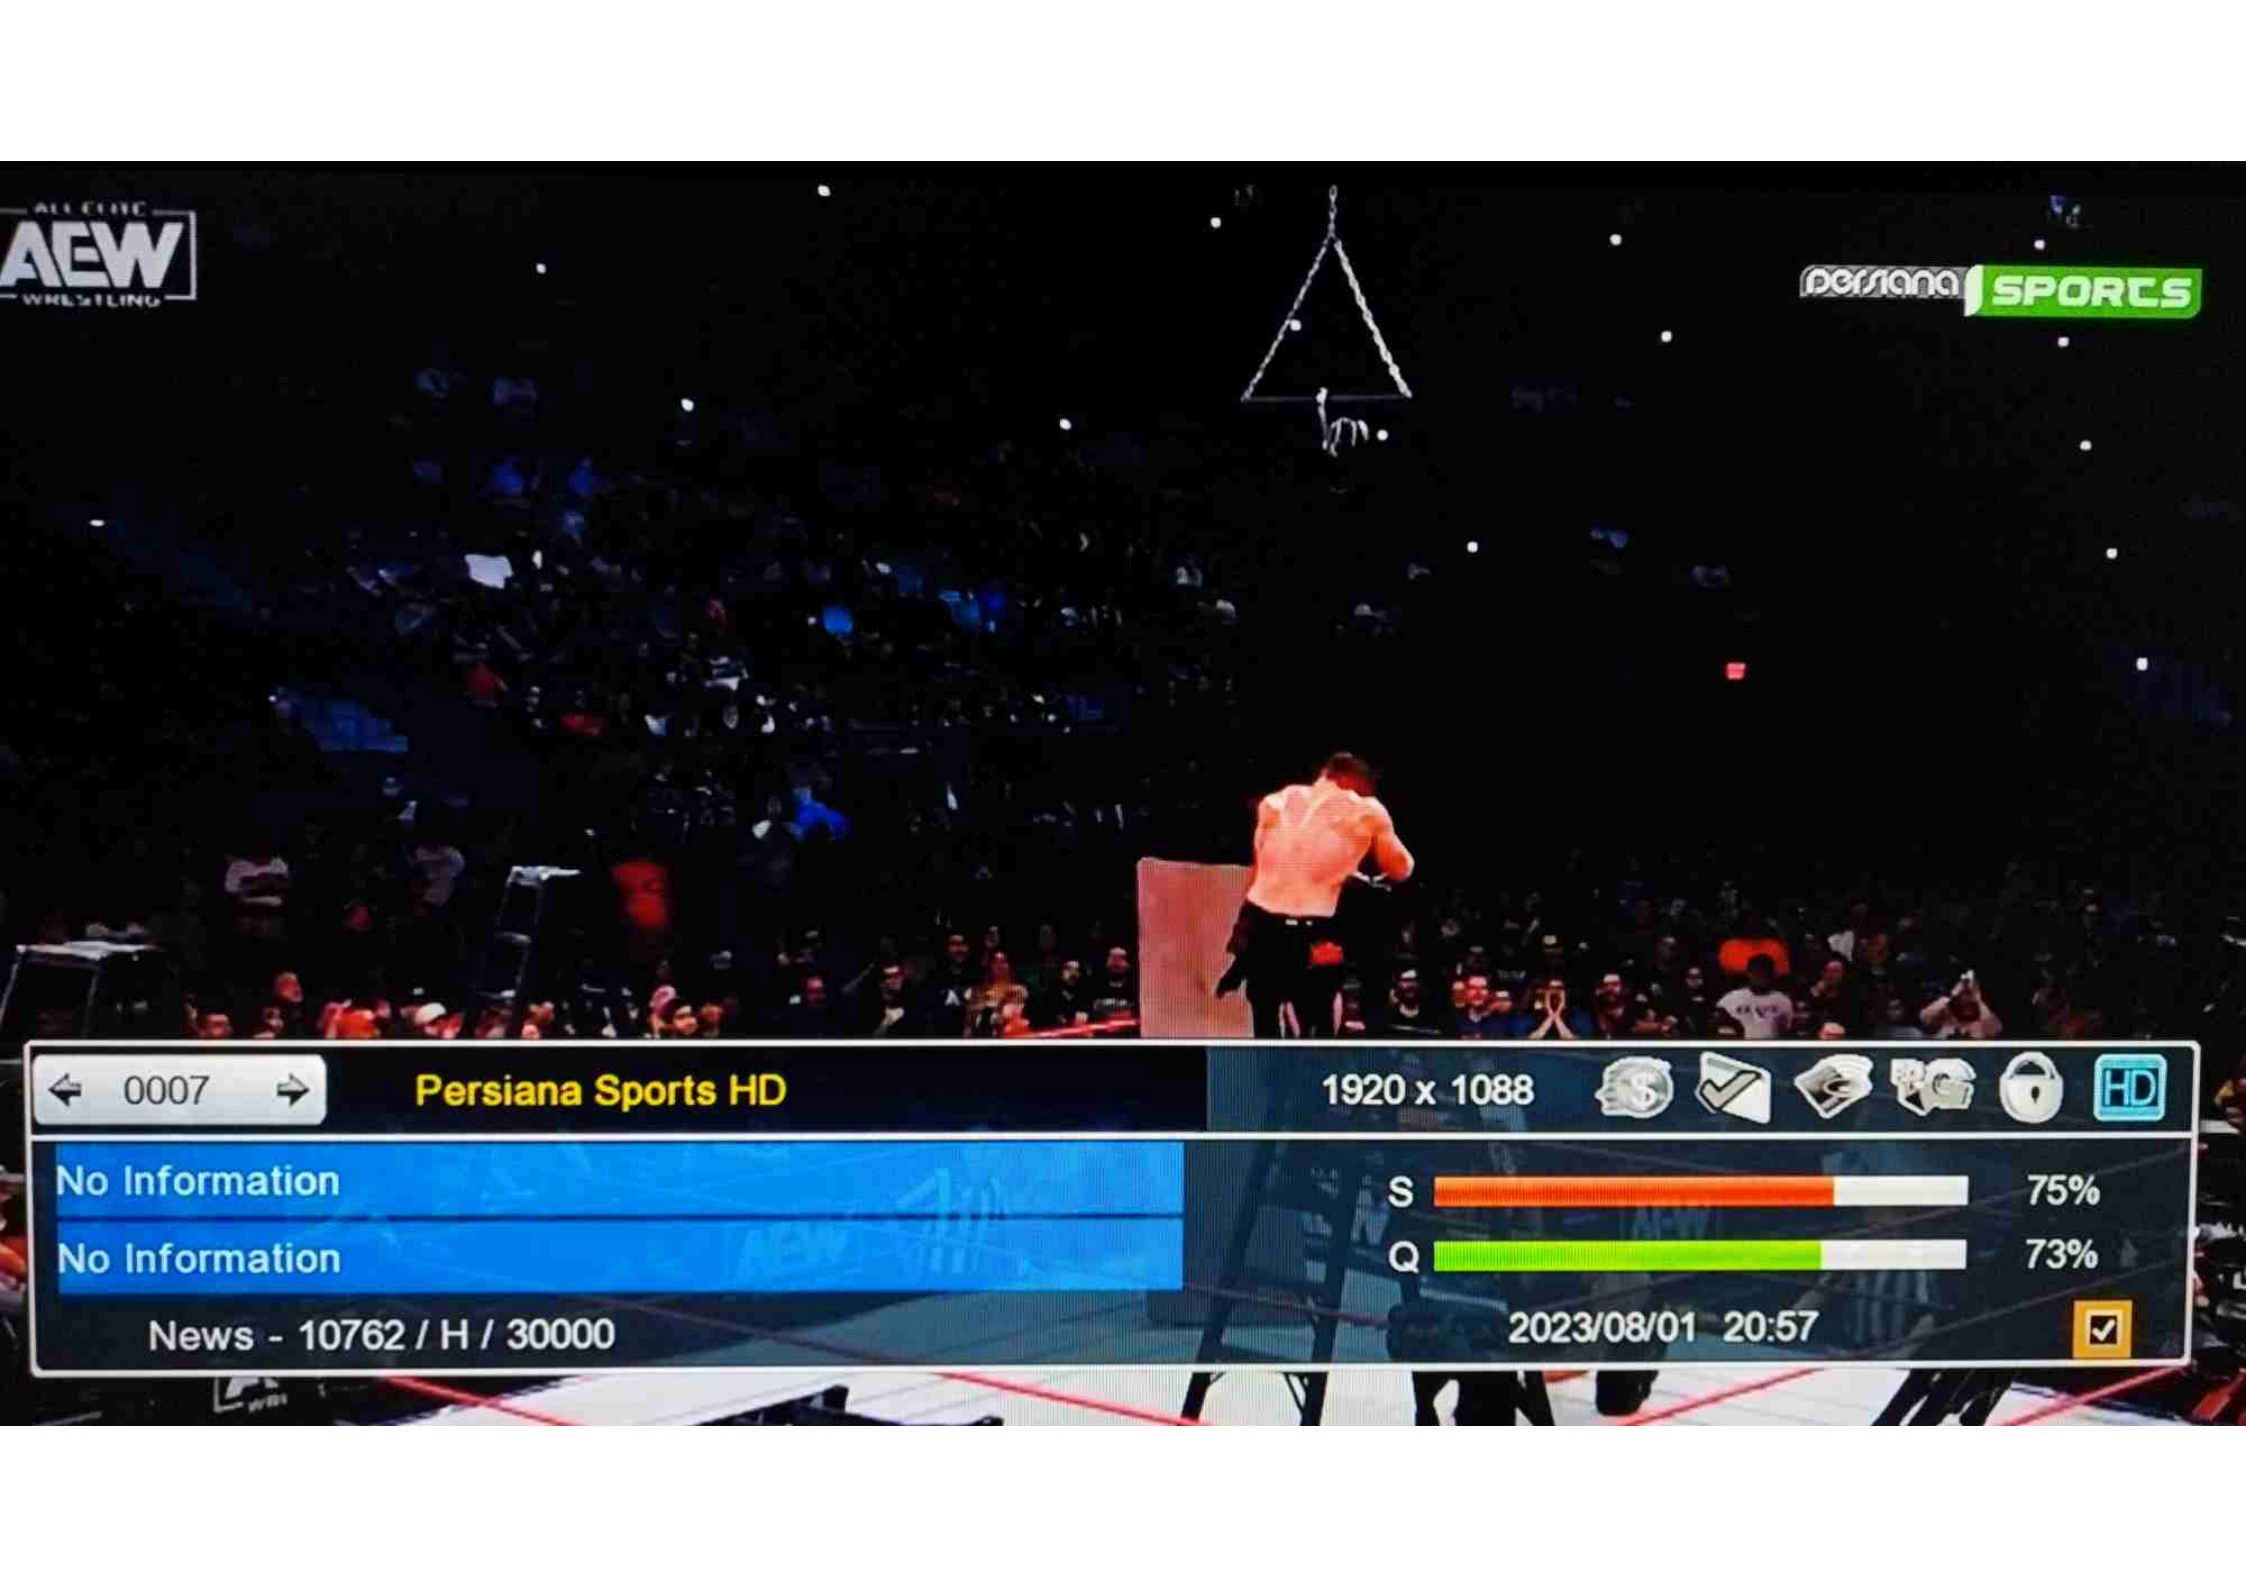 ALL ELITE
AEW
WRESTLING
persiana SPORTS
0007
Persiana Sports HD
1920 x 1088
$
HD
No Information
S
75%
No Information
AEW
Q
73%
News - 10762 / H / 30000
2023/08/01 20:57